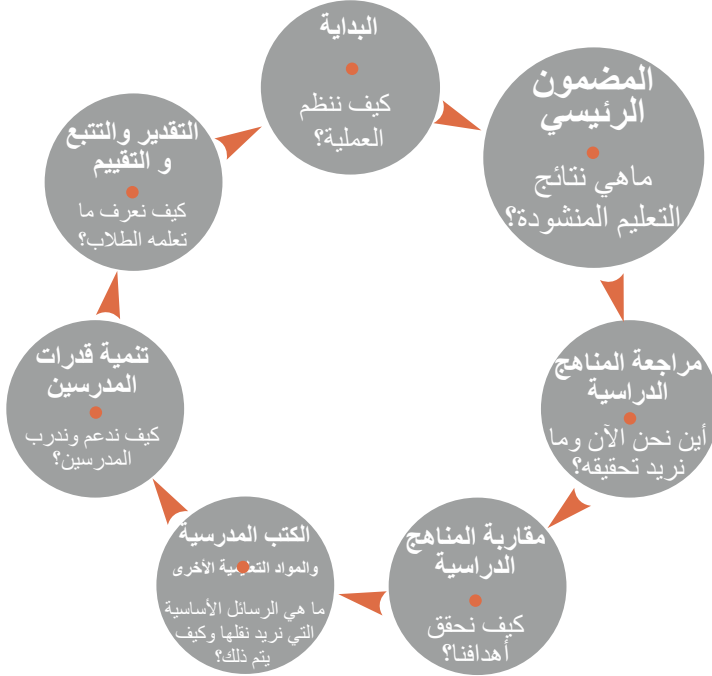 البداية
كيف ننظم
العملية؟
المضمون
الرئيسي
ماهي نتائج
التعليم المنشودة؟
مراجعة المناهج
الدراسية
أين نحن الآن وما
نريد تحقيقه؟
مقاربة المناهج
الدراسية
كيف نحقق
أهدافنا؟
الكتب المدرسية
والمواد التعليمية الأخرى
ما هي الرسائل الأساسية
التي نريد نقلها وكيف
يتم ذلك؟
تنمية قدرات
المدرسين
كيف ندعم وندرب
المدرسين؟
التقدير والتتبع
و التقييم
كيف نعرف ما
تعلمه الطلاب؟